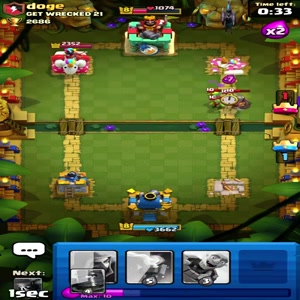 doge
GET WRECKED 21
2686
1074
Time left:
0:33
x2
2352
3662
Next:
1sec
Max: 10